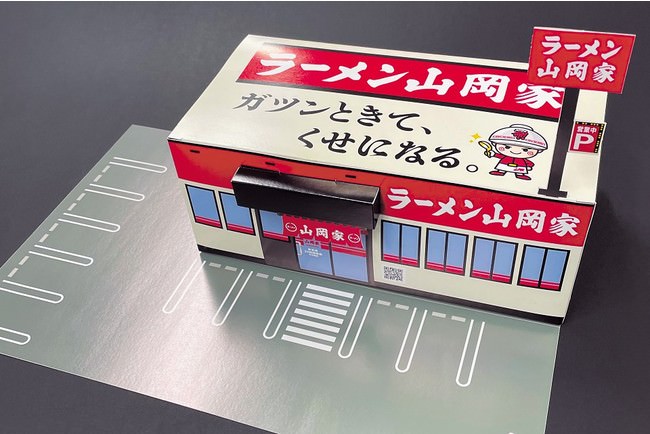 ラーメン山岡家
ガツンときて、
くせになる。
ラーメン
山岡家
営業中
P
ラーメン山岡家
山岡家